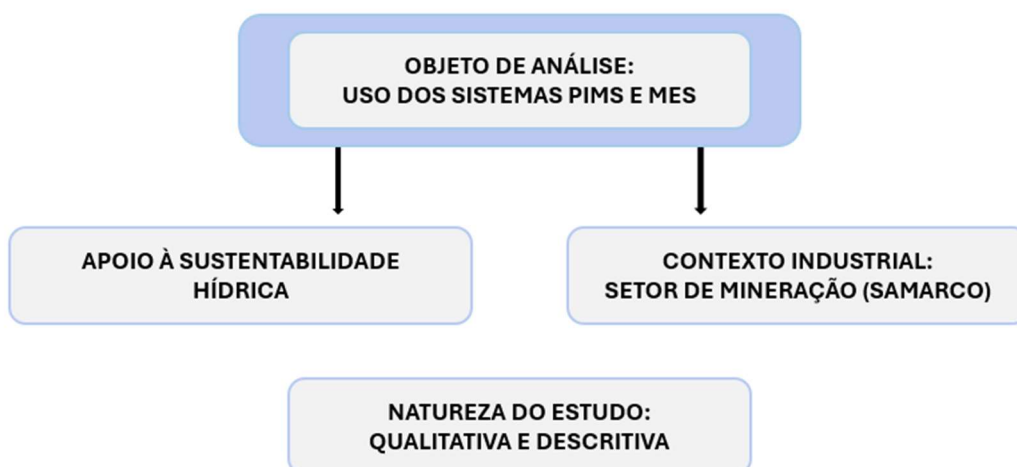 OBJETO DE ANÁLISE:
USO DOS SISTEMAS PIMS E MES
APOIO À SUSTENTABILIDADE
HÍDRICA
CONTEXTO INDUSTRIAL:
SETOR DE MINERAÇÃO (SAMARCO)
NATUREZA DO ESTUDO:
QUALITATIVA E DESCRITIVA